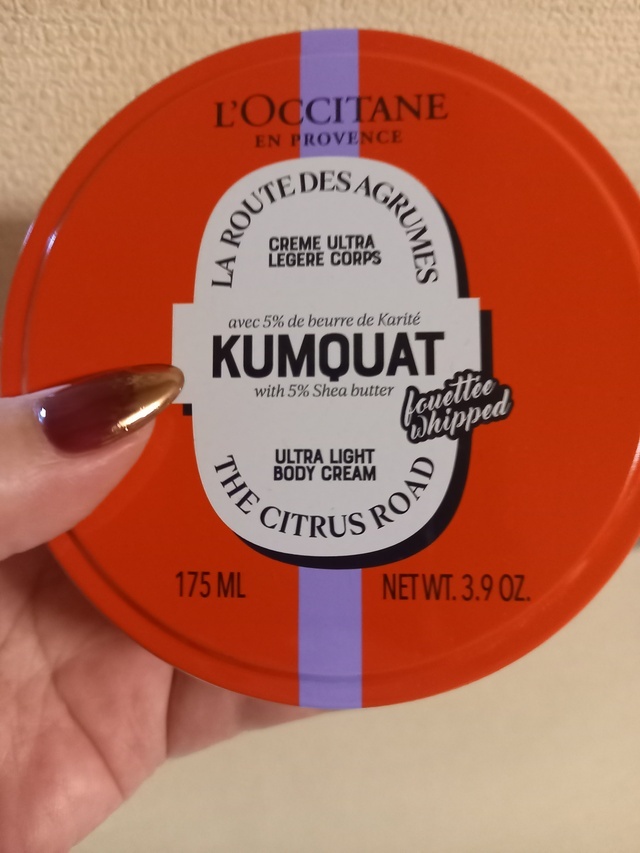 L'OCCITANE
EN PROVENCE
LA ROUTE DES AGRUMES
CREME ULTRA
LEGERE CORPS
avec 5% de beurre de Karité
KUMQUAT
with 5% Shea butter
fouettée
whipped
ULTRA LIGHT
BODY CREAM
THE CITRUS ROAD
175 ML
NET WT. 3.9 OZ.